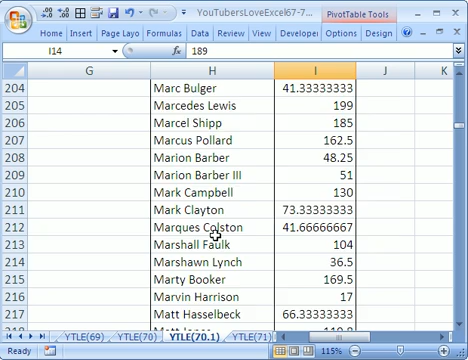 YouTubersLoveExcel67-7... PivotTable Tools
Home Insert Page Layo Formulas Data Review Developer Options Design
I14 fx 189
G H I J K
204 Marc Bulger 41.33333333
205 Marcedes Lewis 199
206 Marcel Shipp 185
207 Marcus Pollard 162.5
208 Marion Barber 48.25
209 Marion Barber III 51
210 Mark Campbell 130
211 Mark Clayton 73.33333333
212 Marques Colston 41.66666667
213 Marshall Faulk 104
214 Marshawn Lynch 36.5
215 Marty Booker 169.5
216 Marvin Harrison 17
217 Matt Hasselbeck 66.33333333
218 Matt Jones 110.8
YTLE(69) YTLE(70) YTLE(70.1) YTLE(71)
Ready 115%